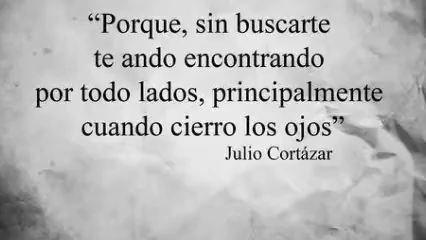 “Porque, sin buscarte
te ando encontrando
por todo lados, principalmente
cuando cierro los ojos”
Julio Cortázar